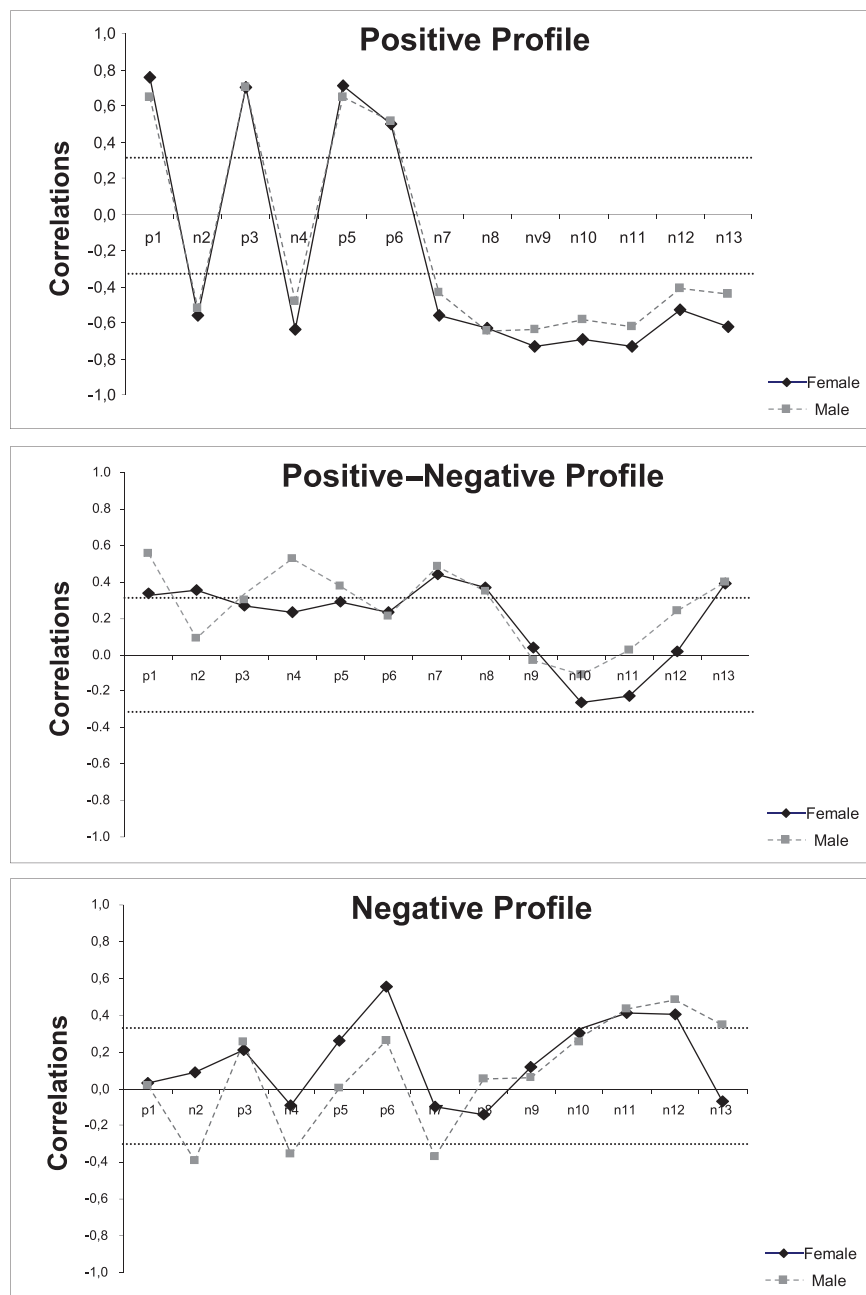 Positive Profile
Correlations
1,0
0,8
0,6
0,4
0,2
0,0
-0,2
-0,4
-0,6
-0,8
-1,0
p1 n2 p3 n4 p5 p6 n7 n8 nv9 n10 n11 n12 n13
Female
Male
Positive–Negative Profile
Correlations
1.0
0.8
0.6
0.4
0.2
0.0
-0.2
-0.4
-0.6
-0.8
-1.0
p1 n2 p3 n4 p5 p6 n7 n8 n9 n10 n11 n12 n13
Female
Male
Negative Profile
Correlations
1,0
0,8
0,6
0,4
0,2
0,0
-0,2
-0,4
-0,6
-0,8
-1,0
p1 n2 p3 n4 p5 p6 n7 p8 n9 n10 n11 n12 n13
Female
Male